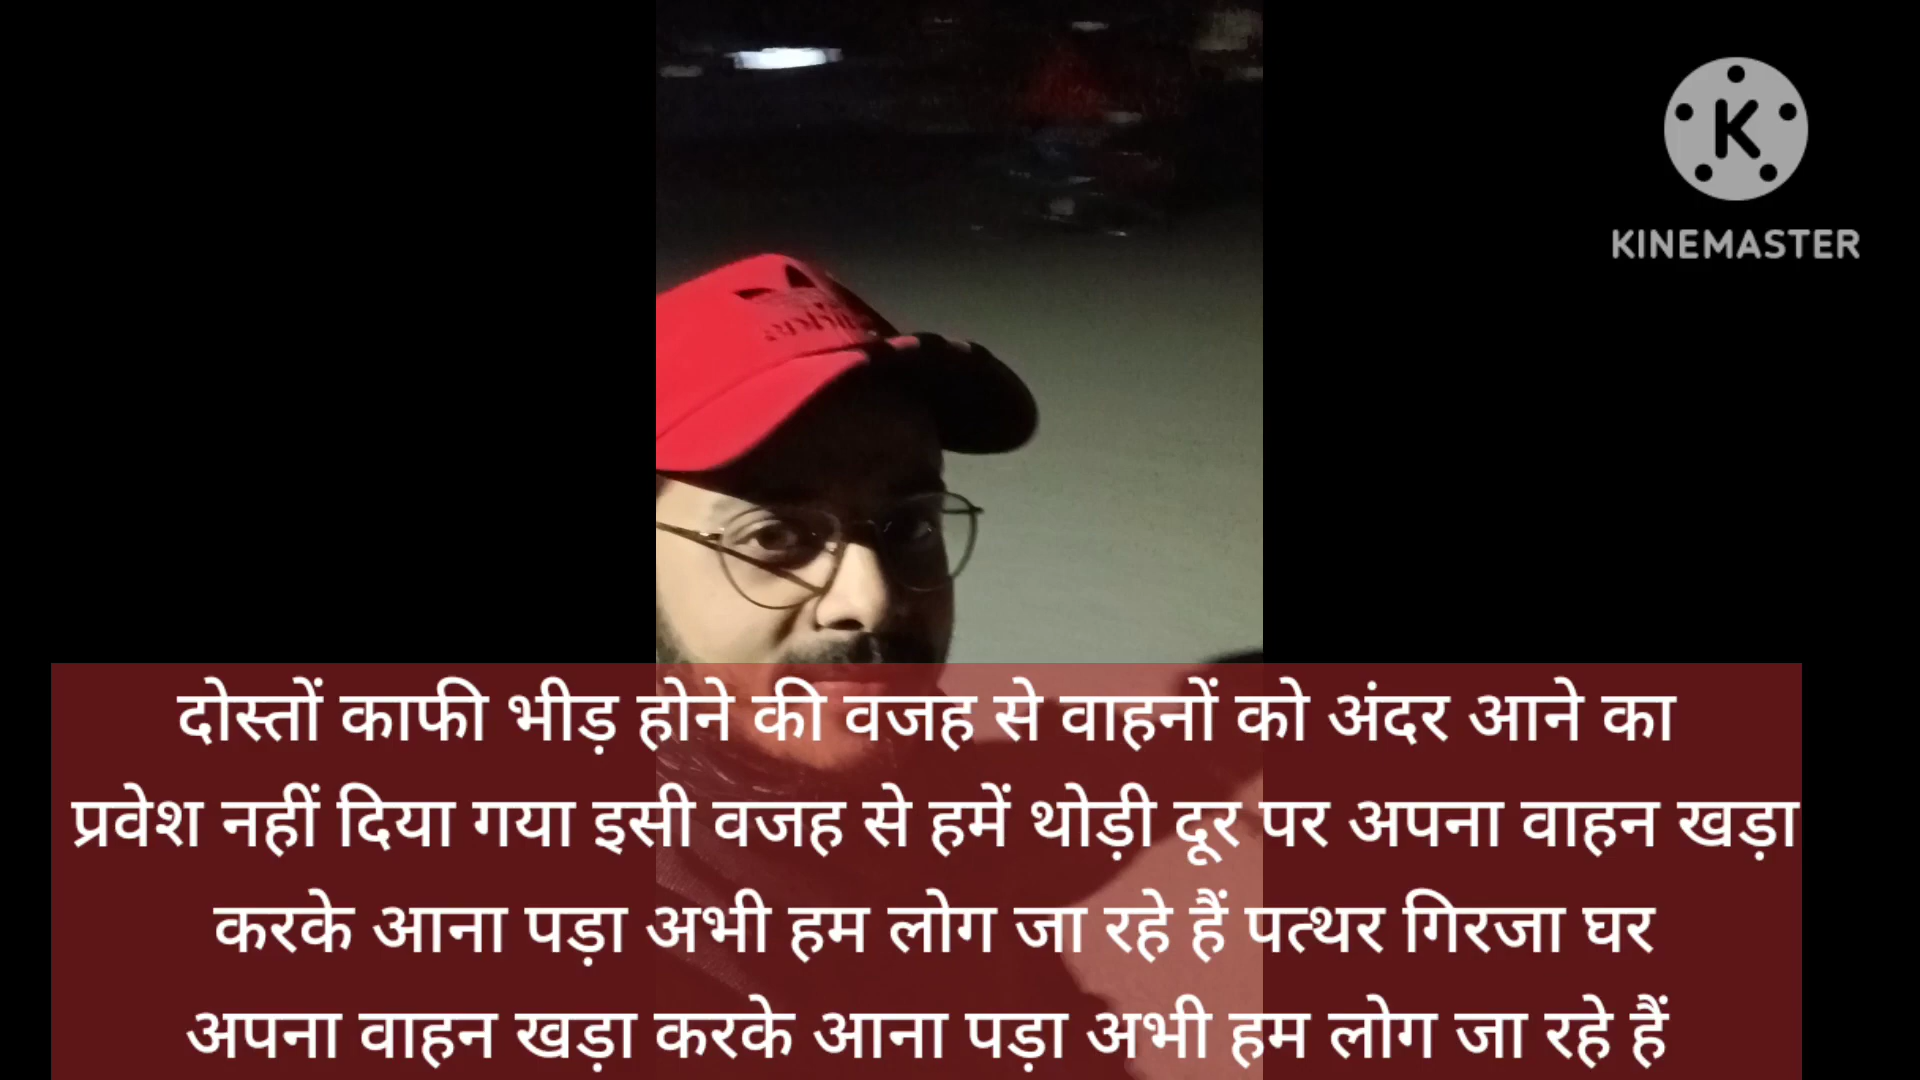 KINEMASTER
दोस्तों काफी भीड़ होने की वजह से वाहनों को अंदर आने का
प्रवेश नहीं दिया गया इसी वजह से हमें थोड़ी दूर पर अपना वाहन खड़ा
करके आना पड़ा अभी हम लोग जा रहे हैं पत्थर गिरजा घर
अपना वाहन खड़ा करके आना पड़ा अभी हम लोग जा रहे हैं